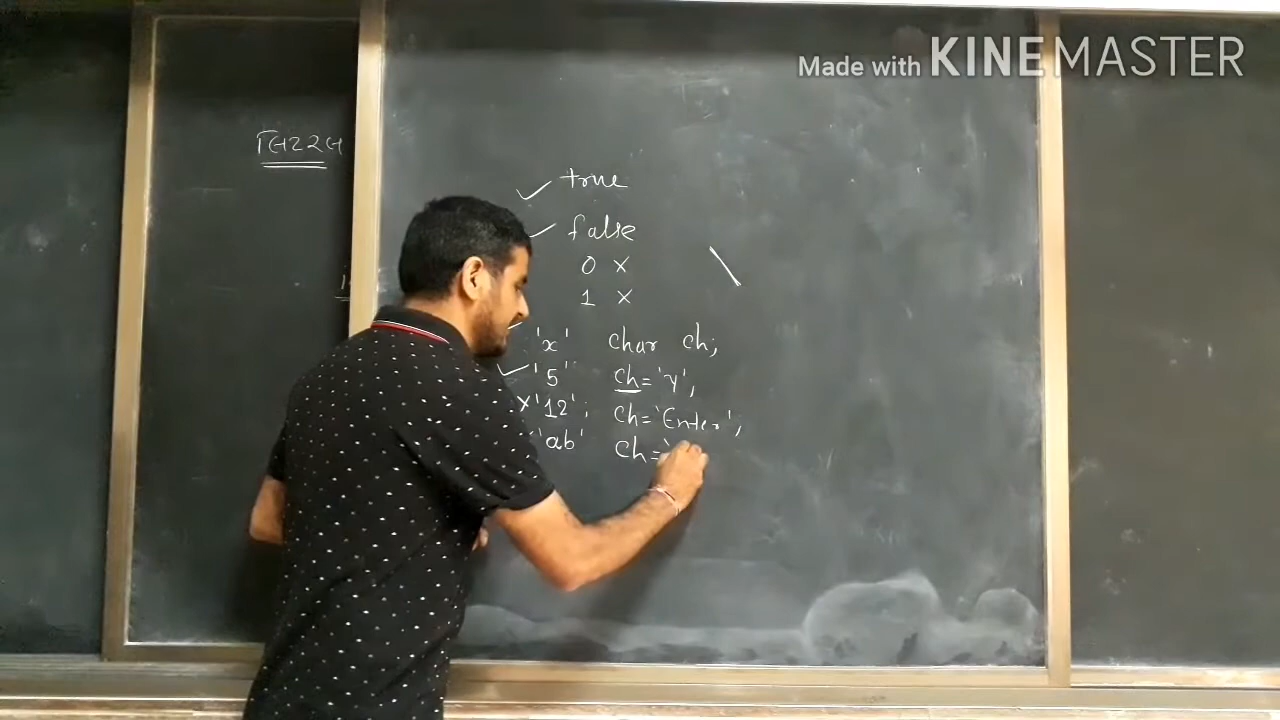 Made with KINEMASTER
true
false
0 x
1 x
'x' char ch;
'5' ch='y',
x'12'; ch='Enter',
'ab' ch='